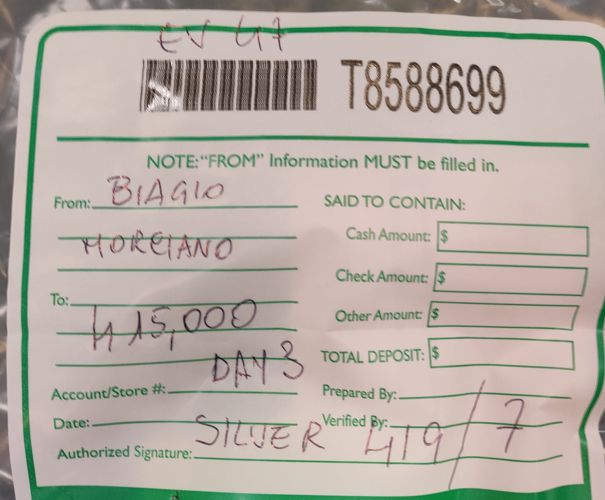 EV 47
T8588699
NOTE: "FROM" Information MUST be filled in.
From: BIAGIO
MORCIANO
To:
415,000
DAY 3
Account/Store #:
Date:
SILVER 419/7
Authorized Signature:
SAID TO CONTAIN:
Cash Amount: $
Check Amount: $
Other Amount: $
TOTAL DEPOSIT: $
Prepared By:
Verified By: